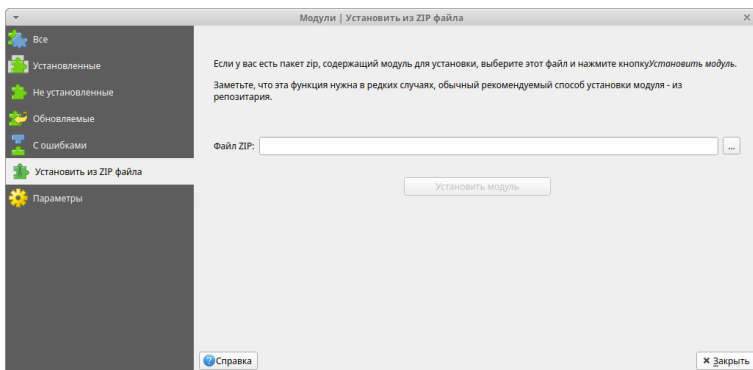 Модули | Установить из ZIP файла
Все
Установленные
Не установленные
Обновляемые
С ошибками
Установить из ZIP файла
Параметры
Если у вас есть пакет zip, содержащий модуль для установки, выберите этот файл и нажмите кнопкуУстановить модуль.
Заметьте, что эта функция нужна в редких случаях, обычный рекомендуемый способ установки модуля - из
репозитария.
Файл ZIP:
...
Установить модуль
Справка
Закрыть